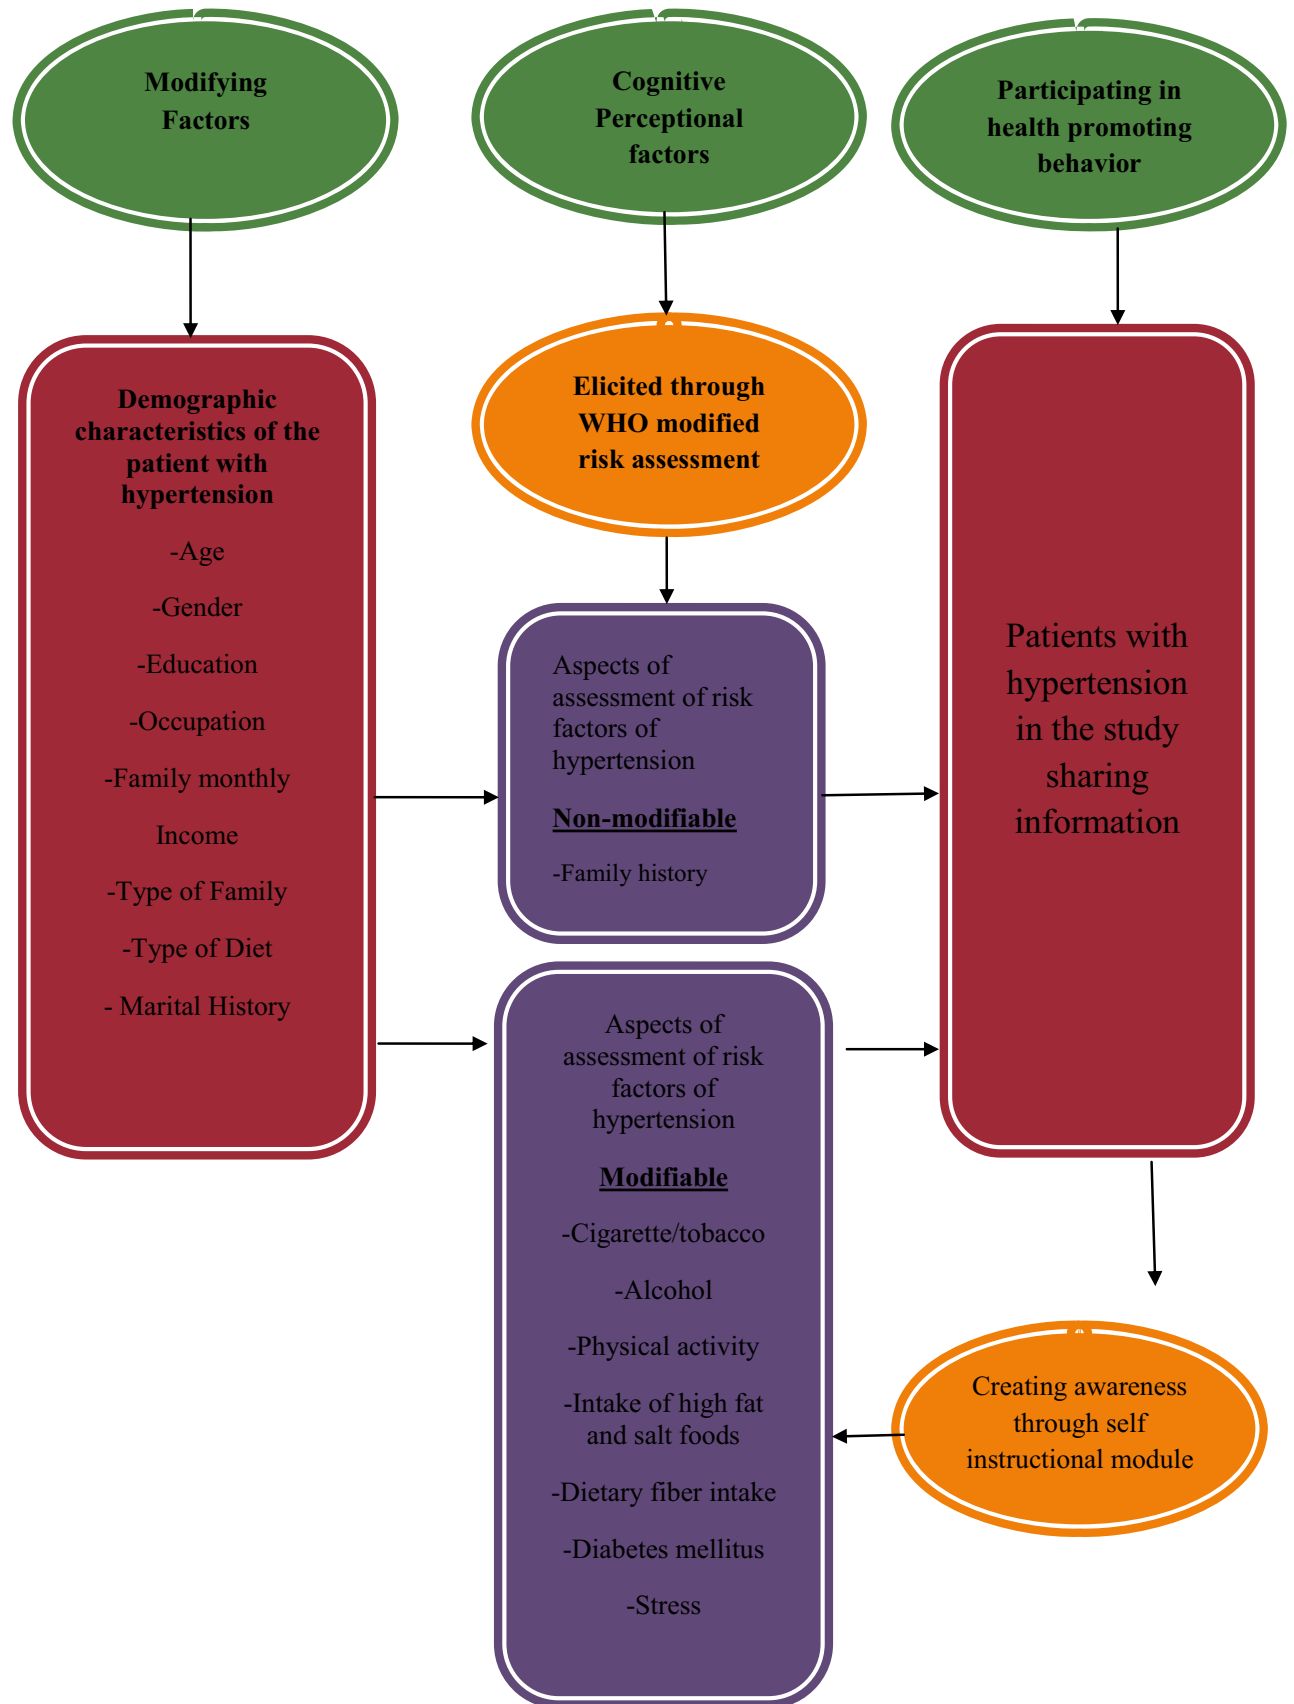 Modifying
Factors
Cognitive
Perceptional
factors
Participating in
health promoting
behavior
Demographic
characteristics of the
patient with
hypertension
-Age
-Gender
-Education
-Occupation
-Family monthly
Income
-Type of Family
-Type of Diet
- Marital History
Elicited through
WHO modified
risk assessment
Aspects of
assessment of risk
factors of
hypertension
Non-modifiable
-Family history
Aspects of
assessment of risk
factors of
hypertension
Modifiable
-Cigarette/tobacco
-Alcohol
-Physical activity
-Intake of high fat
and salt foods
-Dietary fiber intake
-Diabetes mellitus
-Stress
Patients with
hypertension
in the study
sharing
information
Creating awareness
through self
instructional module